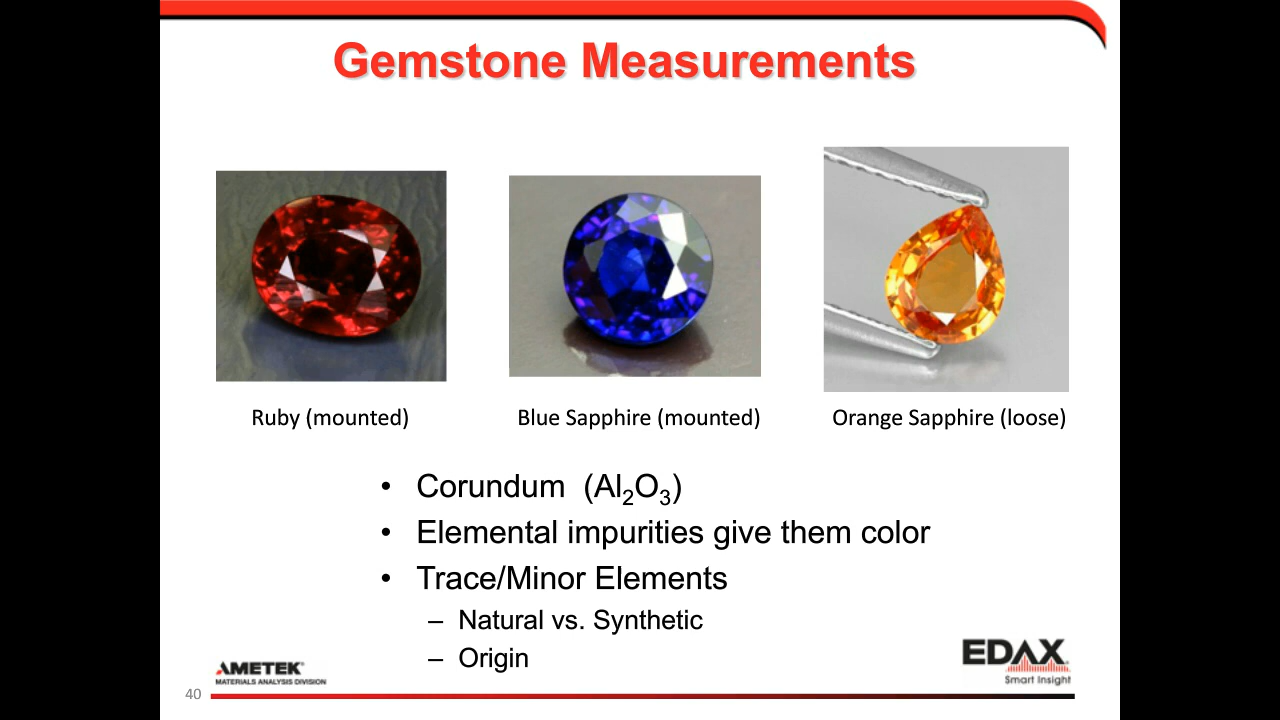 Gemstone Measurements
Ruby (mounted)
Blue Sapphire (mounted)
Orange Sapphire (loose)
• Corundum (Al₂O₃)
• Elemental impurities give them color
• Trace/Minor Elements
– Natural vs. Synthetic
– Origin
AMETEK®
MATERIALS ANALYSIS DIVISION
EDAX
Smart Insight
40